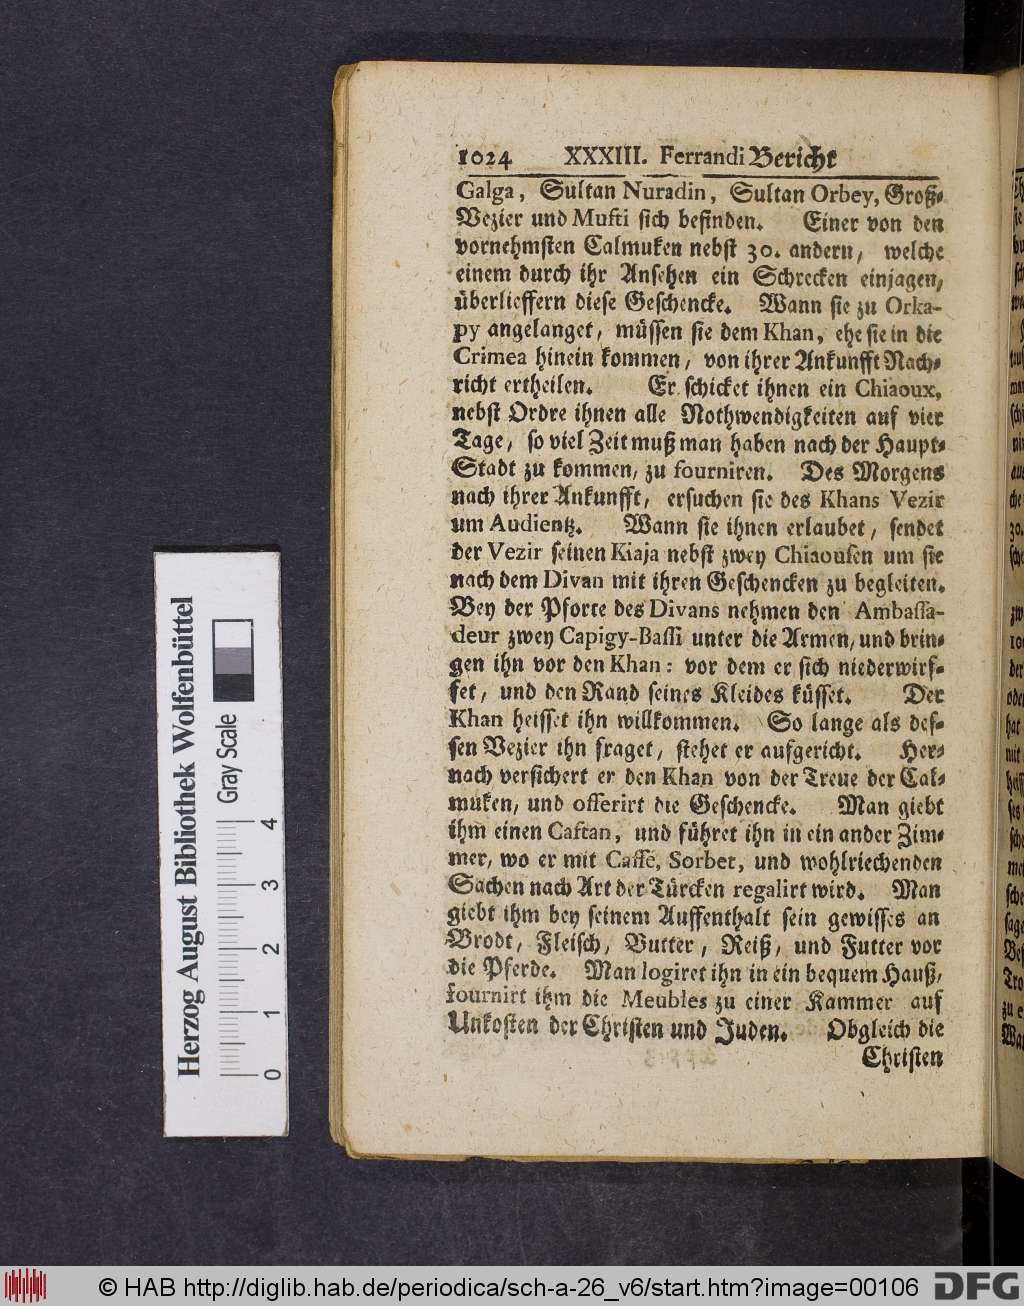 1024 XXXIII. Ferrandi Bericht
Galga, Sultan Nuradin, Sultan Orbey, Groß-
Vezier und Mufti sich befinden. Einer von den
vornehmsten Calmuken nebst 30. andern, welche
einem durch ihr Ansehen ein Schrecken einjagen,
überlieffern diese Geschencke. Wann sie zu Orka-
py angelanget, müssen sie dem Khan, ehe sie in die
Crimea hinein kommen, von ihrer Ankunfft Nach-
richt ertheilen. Er schicket ihnen ein Chiaoux,
nebst Ordre ihnen alle Nothwendigkeiten auf vier
Tage, so viel Zeit muß man haben nach der Haupt-
Stadt zu kommen, zu fourniren. Des Morgens
nach ihrer Ankunfft, ersuchen sie des Khans Vezir
um Audientz. Wann sie ihnen erlaubet, sendet
der Vezir seinen Kiaja nebst zwey Chiaousen um sie
nach dem Divan mit ihren Geschencken zu begleiten.
Bey der Pforte des Divans nehmen den Ambassa-
deur zwey Capigy-Bassi unter die Armen, und brin-
gen ihn vor den Khan: vor dem er sich niederwirf-
fet, und den Rand seines Kleides küsset. Der
Khan heisset ihn willkommen. So lange als des-
sen Vezier ihn fraget, stehet er aufgericht. Her-
nach versichert er den Khan von der Treue der Cal-
muken, und offerirt die Geschencke. Man giebt
ihm einen Caftan, und führet ihn in ein ander Zim-
mer, wo er mit Caffé, Sorbet, und wohlriechenden
Sachen nach Art der Türcken regalirt wird. Man
giebt ihm bey seinem Auffenthalt sein gewisses an
Brodt, Fleisch, Butter, Reiß, und Futter vor
die Pferde. Man logiret ihn in ein bequem Hauß,
fournirt ihm die Meubles zu einer Kammer auf
Unkosten der Christen und Juden. Obgleich die
Christen
Herzog August Bibliothek Wolfenbüttel
Gray Scale
0 1 2 3 4
© HAB http://diglib.hab.de/periodica/sch-a-26_v6/start.htm?image=00106
DFG